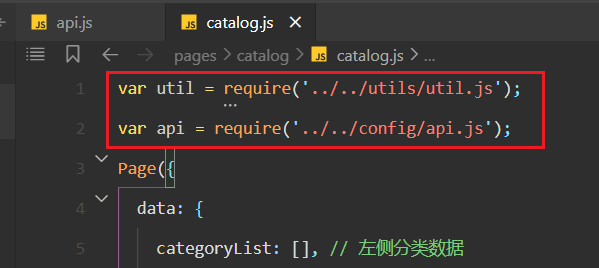 JS api.js JS catalog.js
pages catalog JS catalog.js ...
1 var util = require('../../utils/util.js');
2 var api = require('../../config/api.js');
3 Page({
4 data: {
5 categoryList: [], // 左侧分类数据